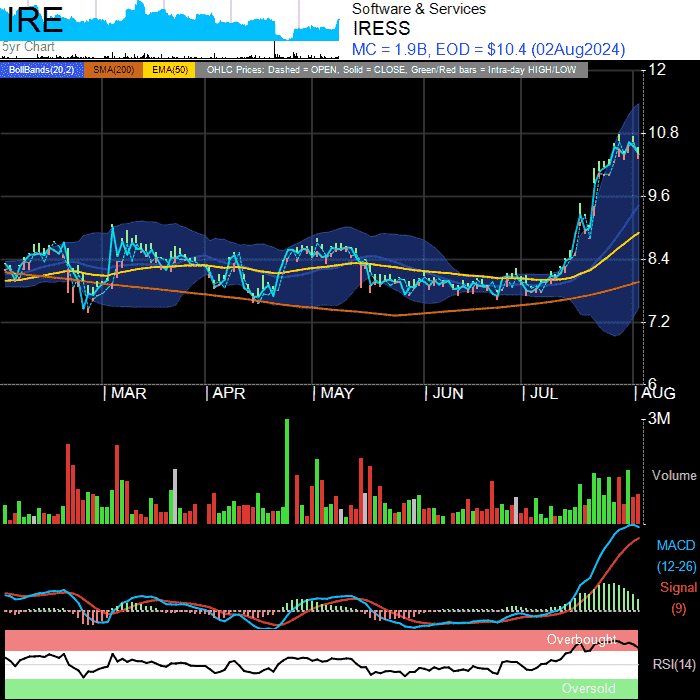 IRE
5yr Chart
Software & Services
IRESS
MC = 1.9B, EOD = $10.4 (02Aug2024)
BollBands(20,2) SMA(200) EMA(50) OHLC Prices: Dashed = OPEN, Solid = CLOSE, Green/Red bars = Intra-day HIGH/LOW
12
10.8
9.6
8.4
7.2
6
MAR APR MAY JUN JUL AUG
3M
Volume
MACD
(12-26)
Signal
(9)
Overbought
RSI(14)
Oversold